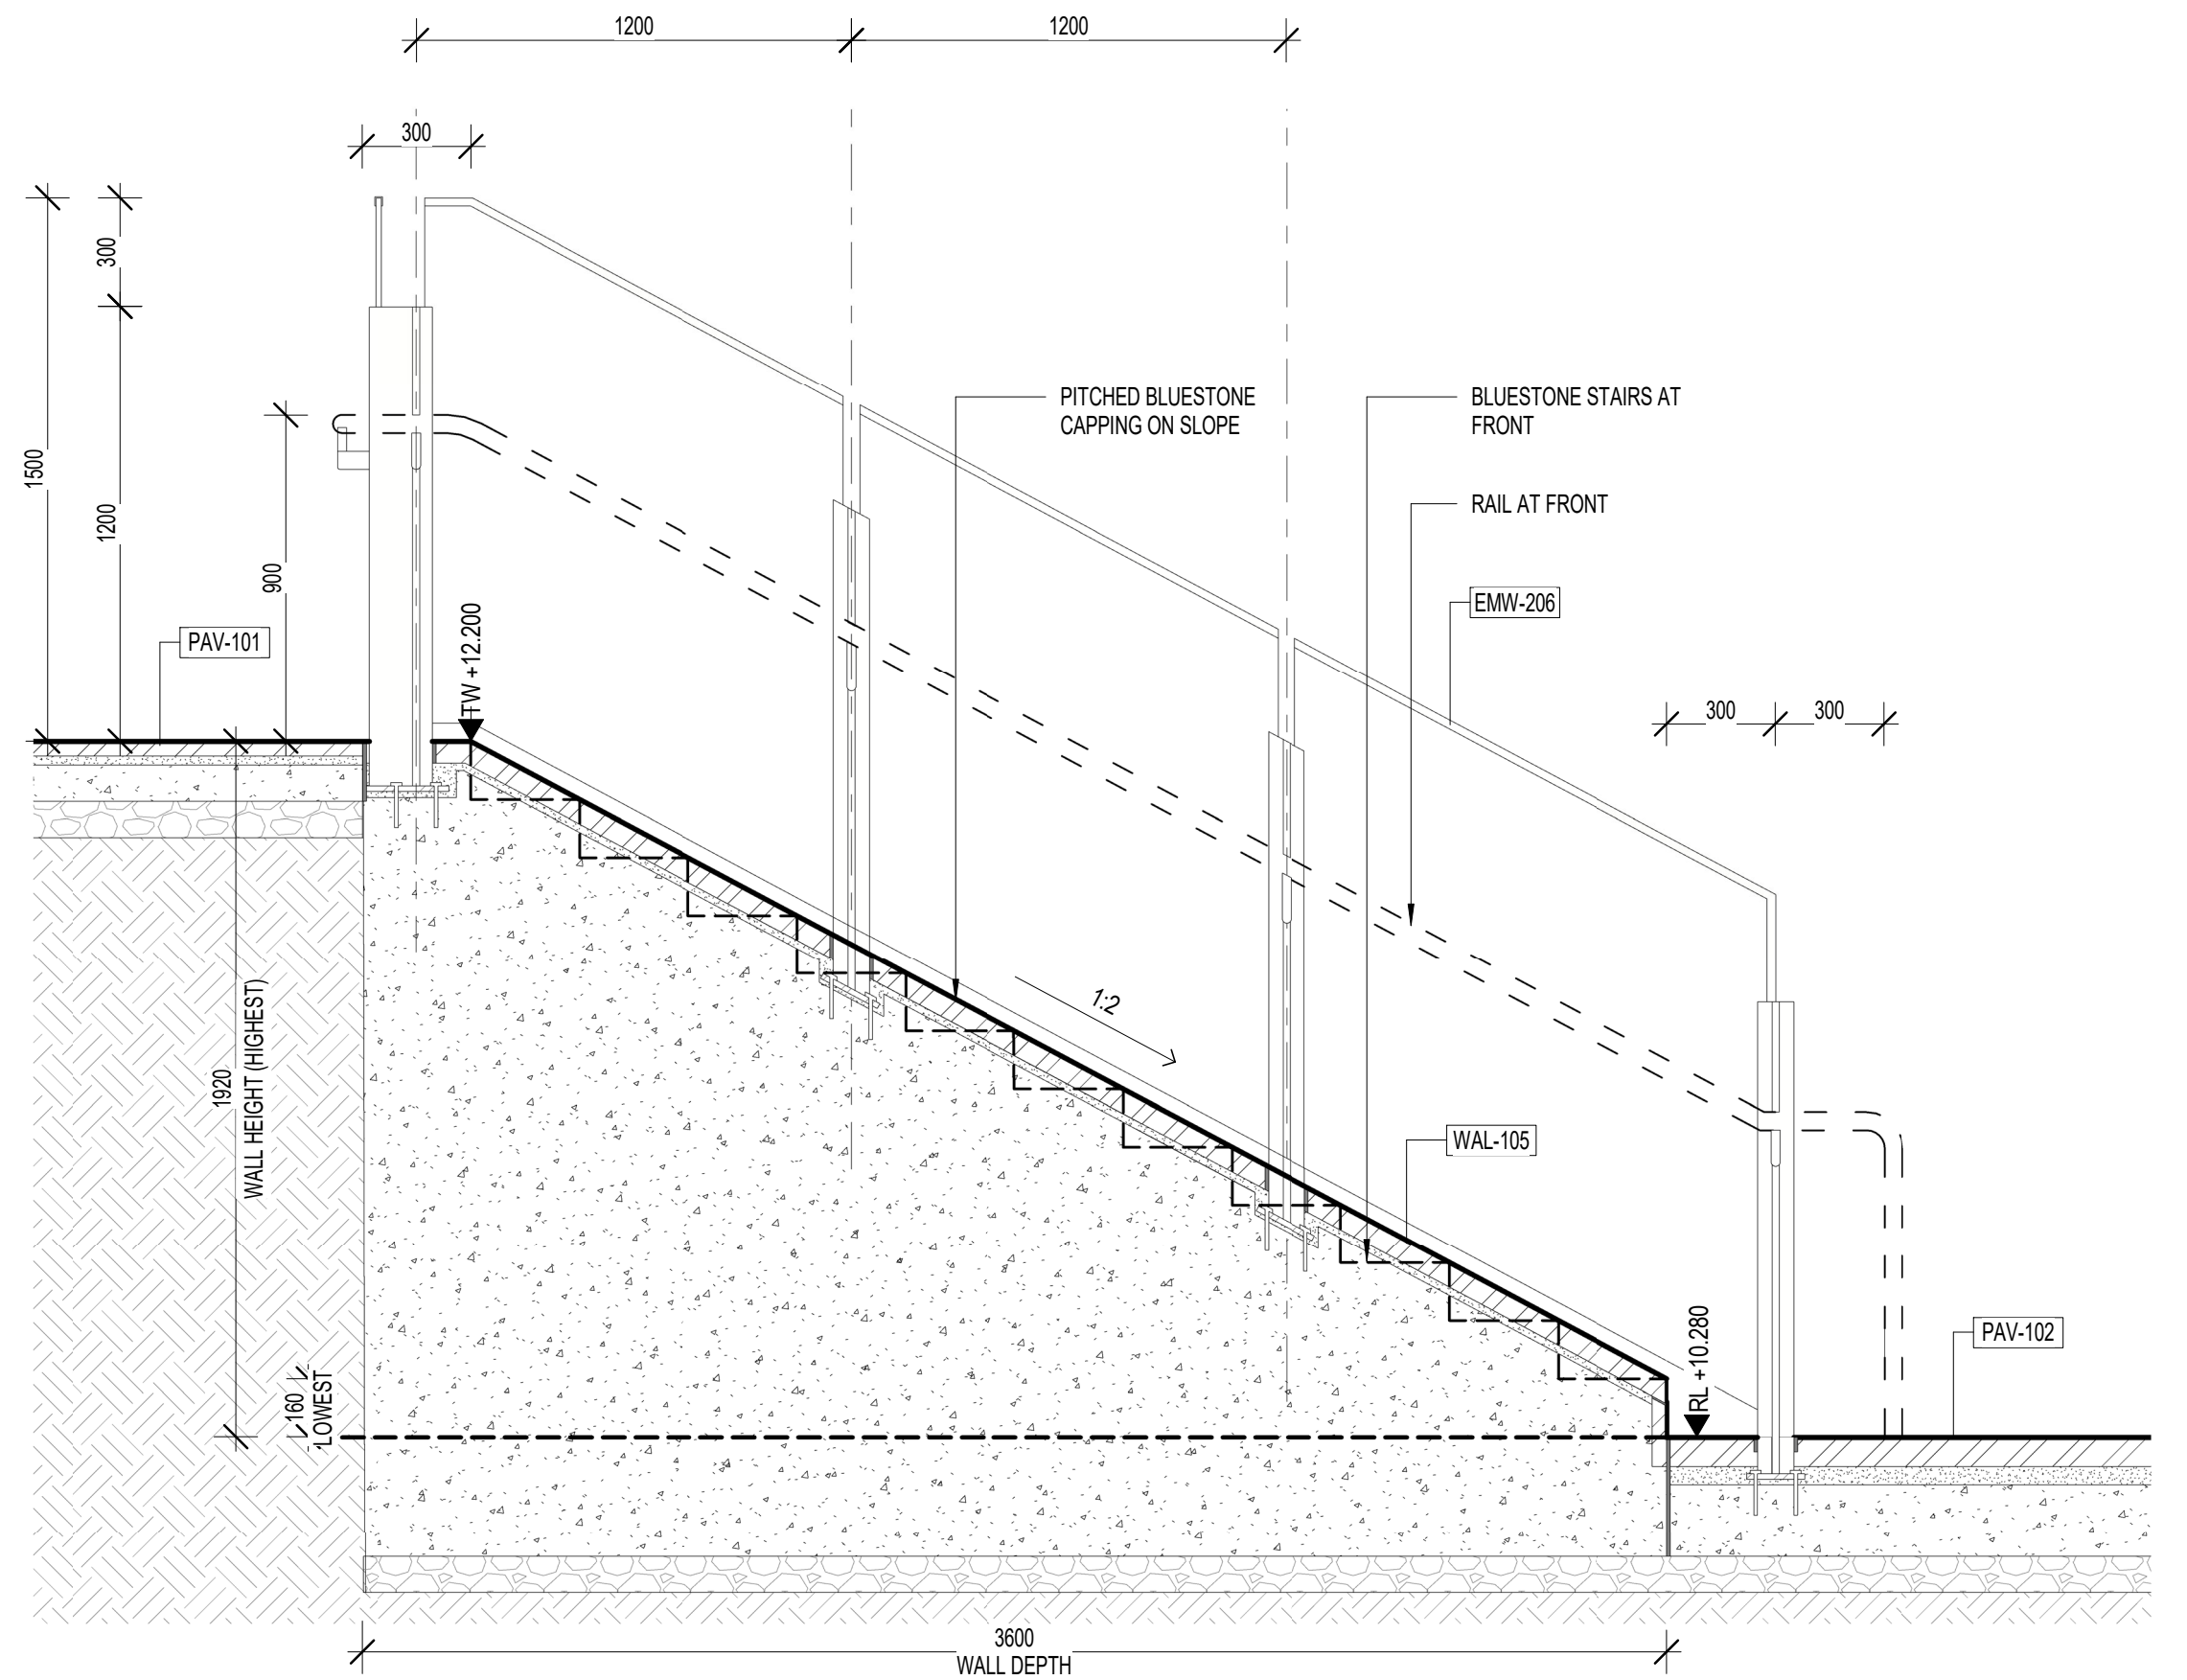 1200
1200
300
300
1500
1200
900
PITCHED BLUESTONE
CAPPING ON SLOPE
BLUESTONE STAIRS AT
FRONT
RAIL AT FRONT
EMW-206
PAV-101
TW +12.200
300
300
1:2
1920
WALL HEIGHT (HIGHEST)
WAL-105
160
LOWEST
RL +10.280
PAV-102
3600
WALL DEPTH